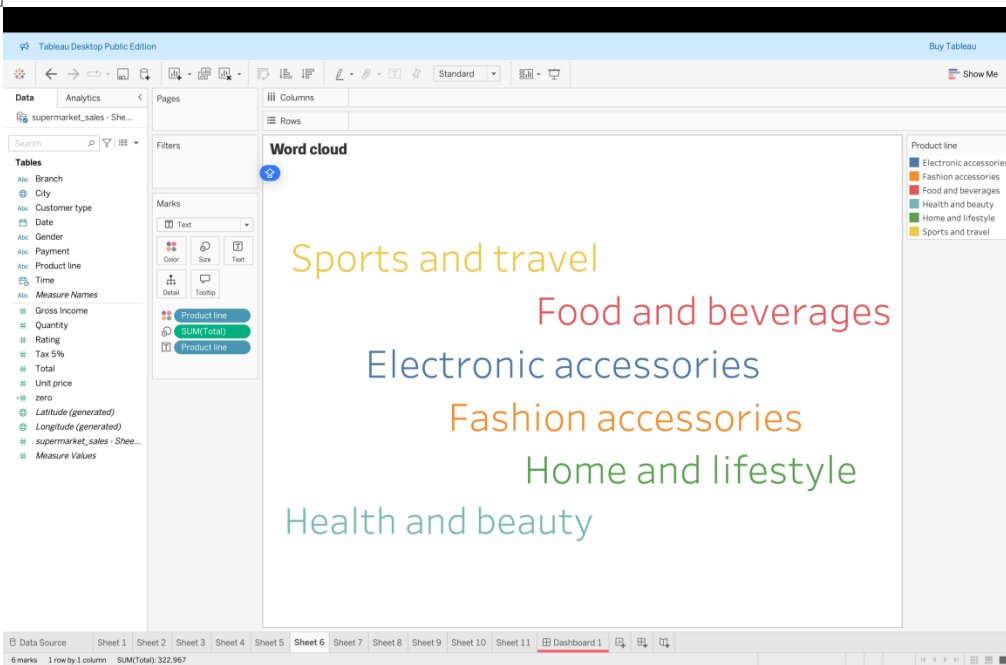 Tableau Desktop Public Edition
Buy Tableau
Standard
Show Me
Data
Analytics
Pages
Columns
supermarket_sales - She...
Rows
Search
Filters
Word cloud
Product line
Tables
Electronic accessories
Abc Branch
Fashion accessories
City
Food and beverages
Abc Customer type
Marks
Health and beauty
Date
Text
Home and lifestyle
Abc Gender
Sports and travel
Abc Payment
Color
Size
Text
Abc Product line
Time
Detail
Tooltip
Abc Measure Names
# Gross Income
Product line
# Quantity
SUM(Total)
# Rating
Product line
# Tax 5%
# Total
# Unit price
=# zero
Latitude (generated)
Longitude (generated)
# supermarket_sales - Shee...
# Measure Values
Sports and travel
Food and beverages
Electronic accessories
Fashion accessories
Home and lifestyle
Health and beauty
Data Source
Sheet 1
Sheet 2
Sheet 3
Sheet 4
Sheet 5
Sheet 6
Sheet 7
Sheet 8
Sheet 9
Sheet 10
Sheet 11
Dashboard 1
6 marks
1 row by 1 column
SUM(Total): 322,967